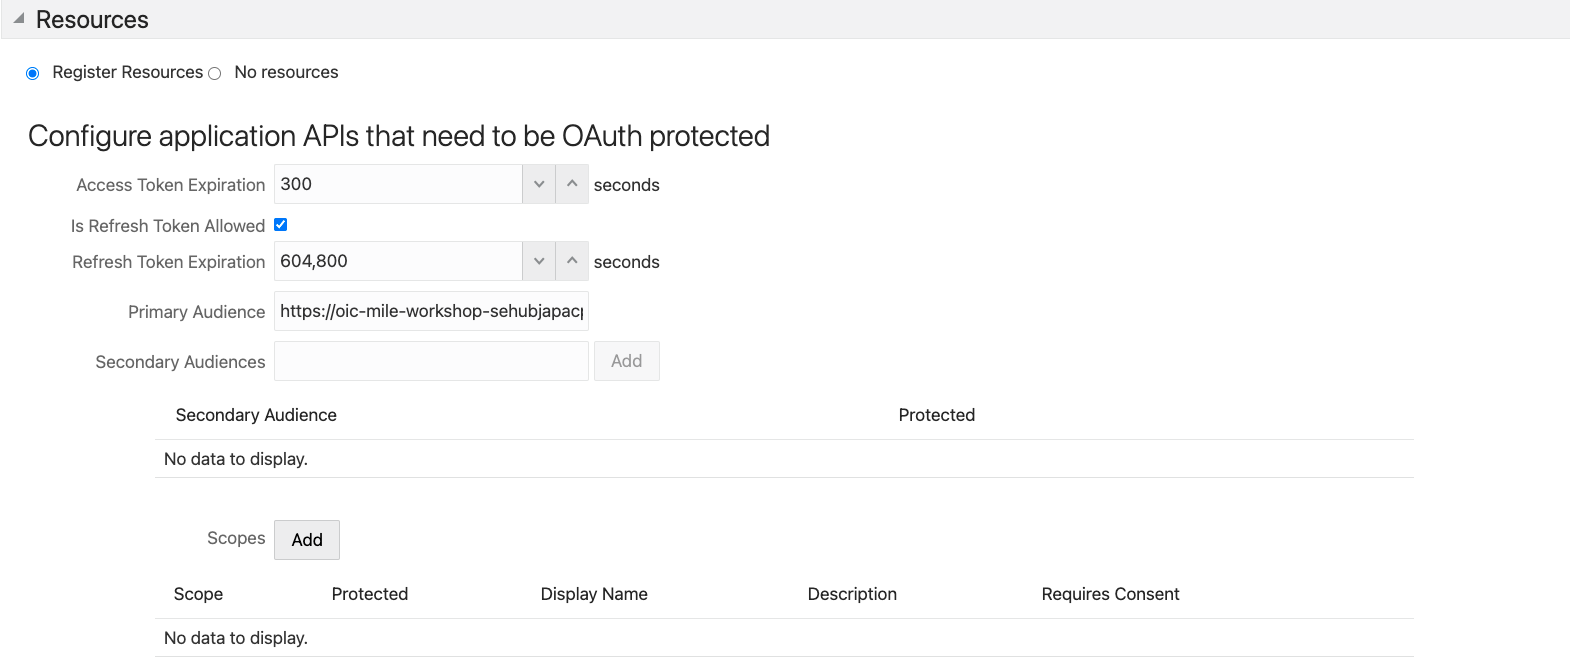 Resources
Register Resources No resources
Configure application APIs that need to be OAuth protected
Access Token Expiration 300 seconds
Is Refresh Token Allowed
Refresh Token Expiration 604,800 seconds
Primary Audience https://oic-mile-workshop-sehubjapacp
Secondary Audiences Add
Secondary Audience Protected
No data to display.
Scopes Add
Scope Protected Display Name Description Requires Consent
No data to display.